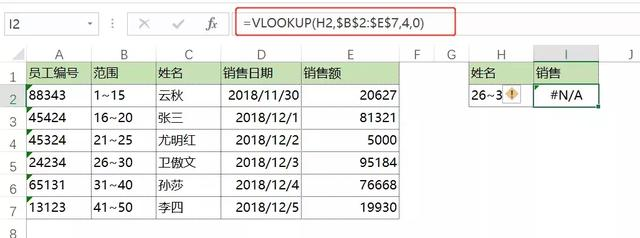 I2 =VLOOKUP(H2,$B$2:$E$7,4,0)
A B C D E F G H I J
1 员工编号 范围 姓名 销售日期 销售额 姓名 销售
2 88343 1~15 云秋 2018/11/30 20627 26~3 #N/A
3 45424 16~20 张三 2018/12/1 81321
4 45324 21~25 尤明红 2018/12/2 5000
5 24234 26~30 卫傲文 2018/12/3 95184
6 65131 31~40 孙莎 2018/12/4 76668
7 13123 41~50 李四 2018/12/5 19930
8